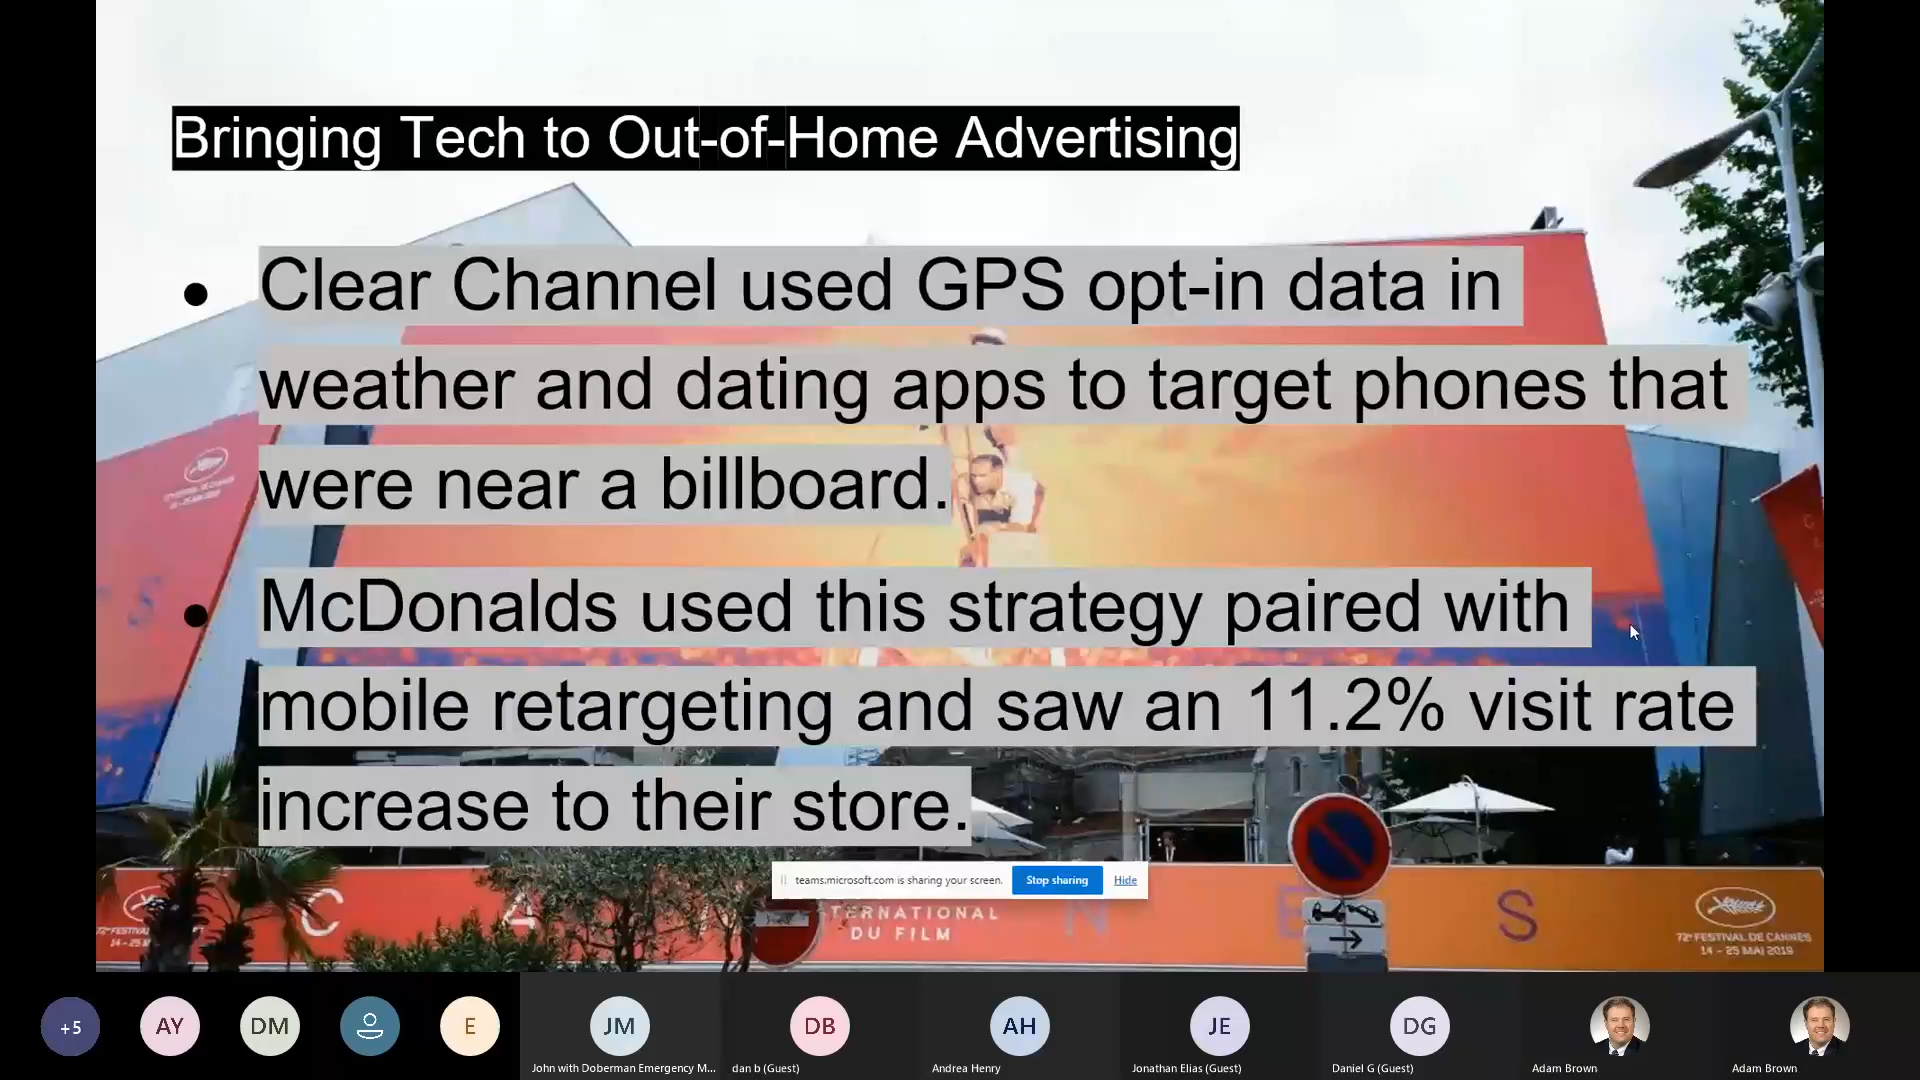 Bringing Tech to Out-of-Home Advertising
• Clear Channel used GPS opt-in data in
weather and dating apps to target phones that
were near a billboard.
• McDonalds used this strategy paired with
mobile retargeting and saw an 11.2% visit rate
increase to their store.
teams.microsoft.com is sharing your screen. Stop sharing Hide
C A N E S
TERNATIONAL
DU FILM
72e FESTIVAL DE CANNES
14 - 25 MAI 2019
+5 AY DM E JM DB AH JE DG
John with Doberman Emergency M... dan b (Guest) Andrea Henry Jonathan Elias (Guest) Daniel G (Guest) Adam Brown Adam Brown